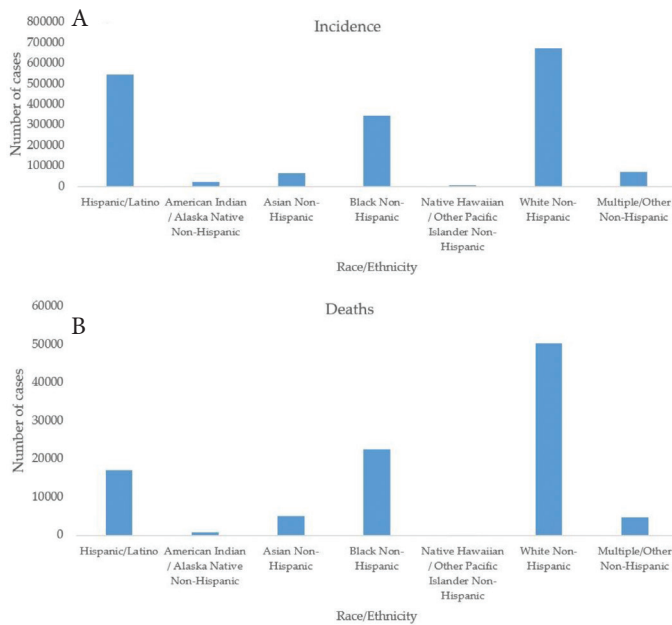 A
Incidence
800000
700000
600000
500000
400000
300000
200000
100000
0
Number of cases
Hispanic/Latino
American Indian
/ Alaska Native
Non-Hispanic
Asian Non-
Hispanic
Black Non-
Hispanic
Native Hawaiian
/ Other Pacific
Islander Non-
Hispanic
White Non-
Hispanic
Multiple/Other
Non-Hispanic
Race/Ethnicity
B
Deaths
60000
50000
40000
30000
20000
10000
0
Number of cases
Hispanic/Latino
American Indian
/ Alaska Native
Non-Hispanic
Asian Non-
Hispanic
Black Non-
Hispanic
Native Hawaiian
/ Other Pacific
Islander Non-
Hispanic
White Non-
Hispanic
Multiple/Other
Non-Hispanic
Race/Ethnicity